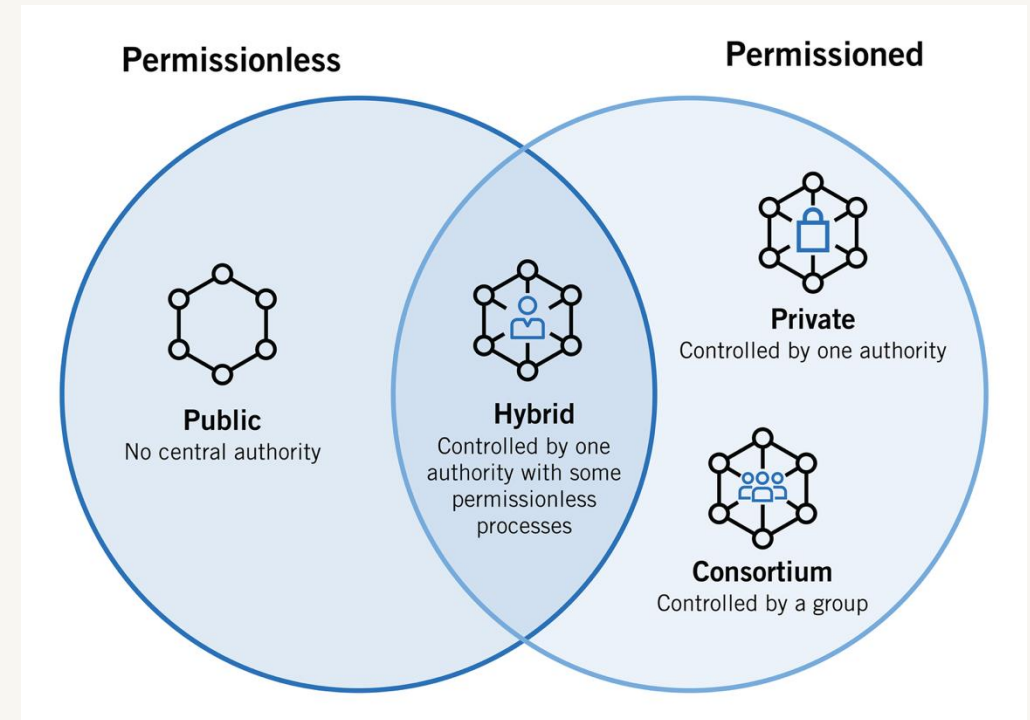 Permissionless
Permissioned
Public
No central authority
Hybrid
Controlled by one
authority with some
permissionless
processes
Private
Controlled by one authority
Consortium
Controlled by a group